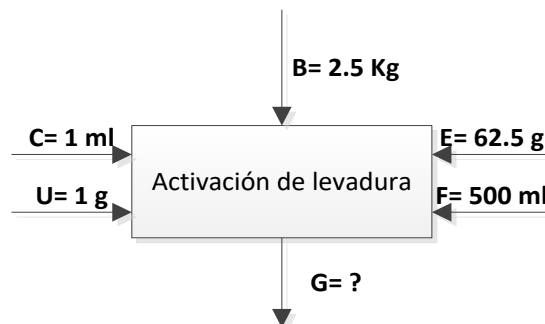 B= 2.5 Kg
C= 1 ml
E= 62.5 g
Activación de levadura
U= 1 g
F= 500 ml
G= ?